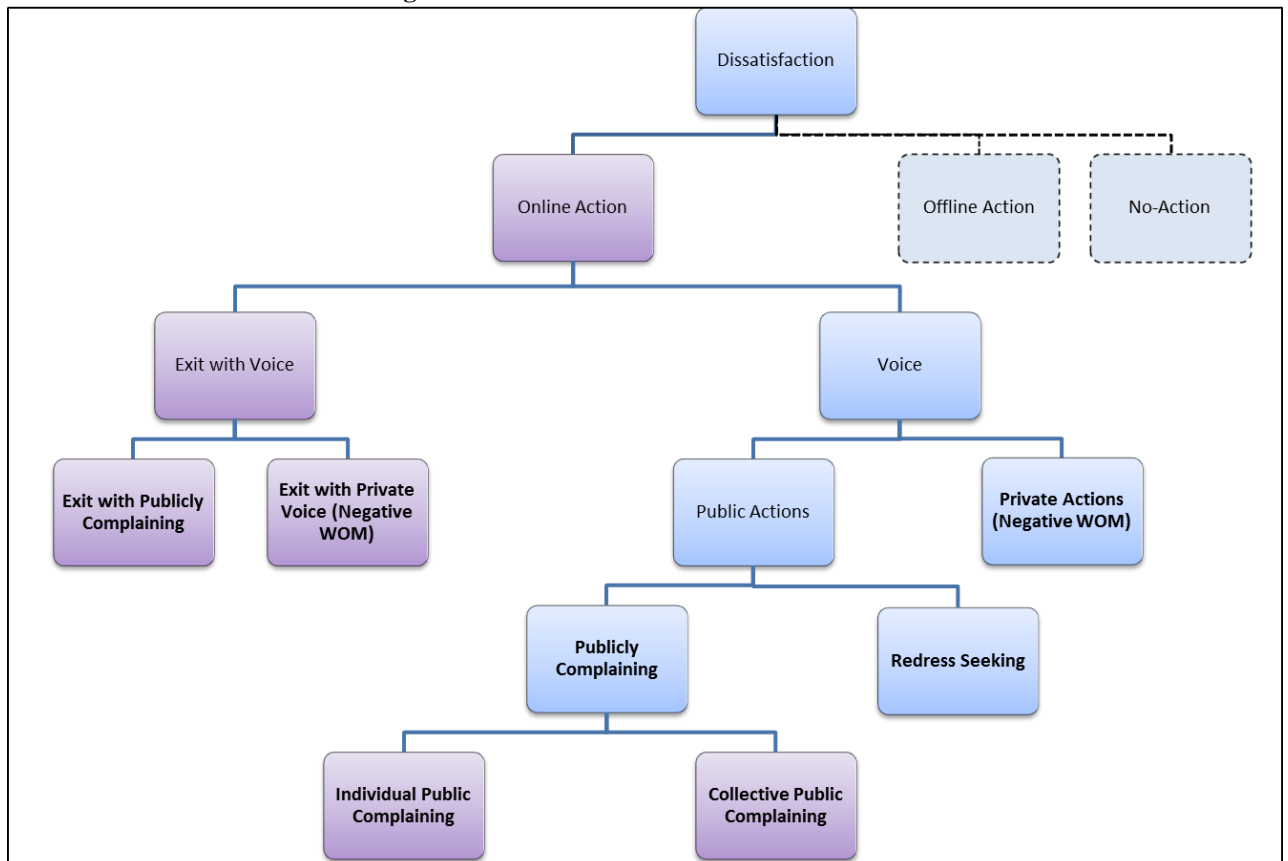 Dissatisfaction
Online Action
Offline Action
No-Action
Exit with Voice
Voice
Exit with Publicly
Complaining
Exit with Private
Voice (Negative
WOM)
Public Actions
Private Actions
(Negative WOM)
Publicly
Complaining
Redress Seeking
Individual Public
Complaining
Collective Public
Complaining